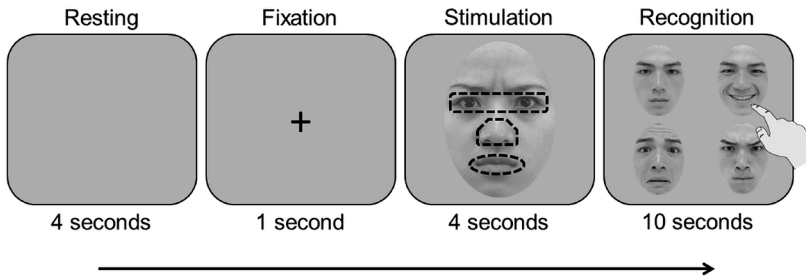 Resting
Fixation
Stimulation
Recognition
4 seconds
1 second
4 seconds
10 seconds